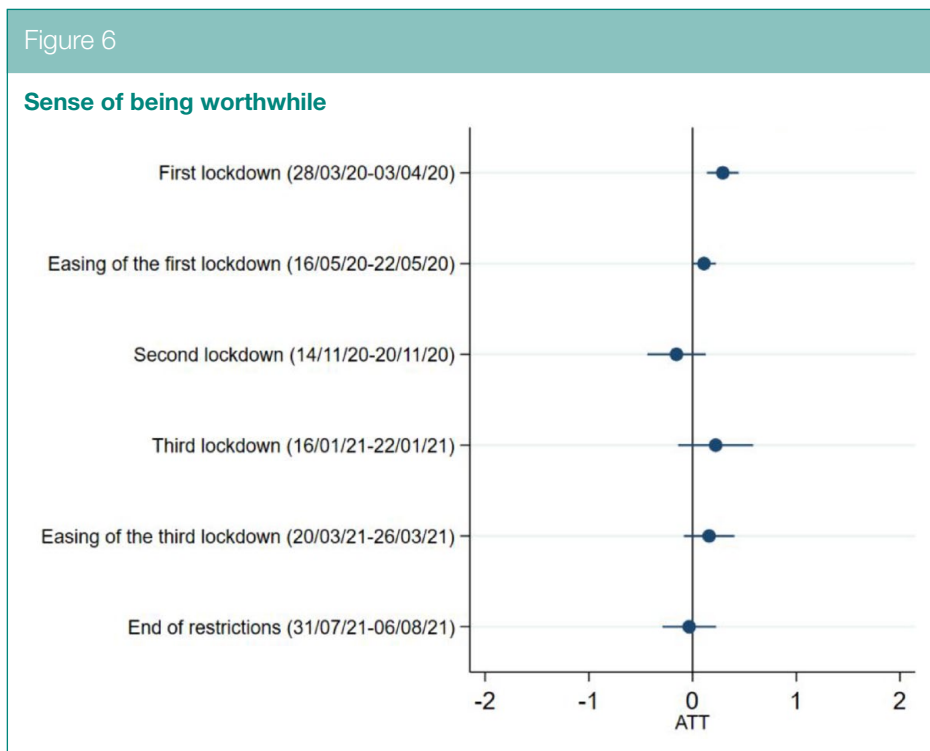 Figure 6
Sense of being worthwhile
First lockdown (28/03/20-03/04/20)
Easing of the first lockdown (16/05/20-22/05/20)
Second lockdown (14/11/20-20/11/20)
Third lockdown (16/01/21-22/01/21)
Easing of the third lockdown (20/03/21-26/03/21)
End of restrictions (31/07/21-06/08/21)
-2 -1 0 1 2
ATT